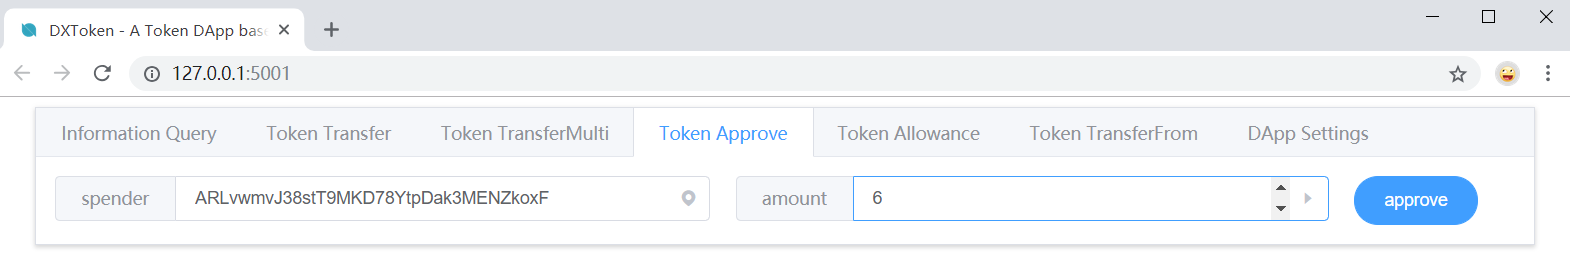 DXToken - A Token DApp base
127.0.0.1:5001
Information Query Token Transfer Token TransferMulti Token Approve Token Allowance Token TransferFrom DApp Settings
spender ARLvwmvJ38stT9MKD78YtpDak3MENZkoxF amount 6 approve